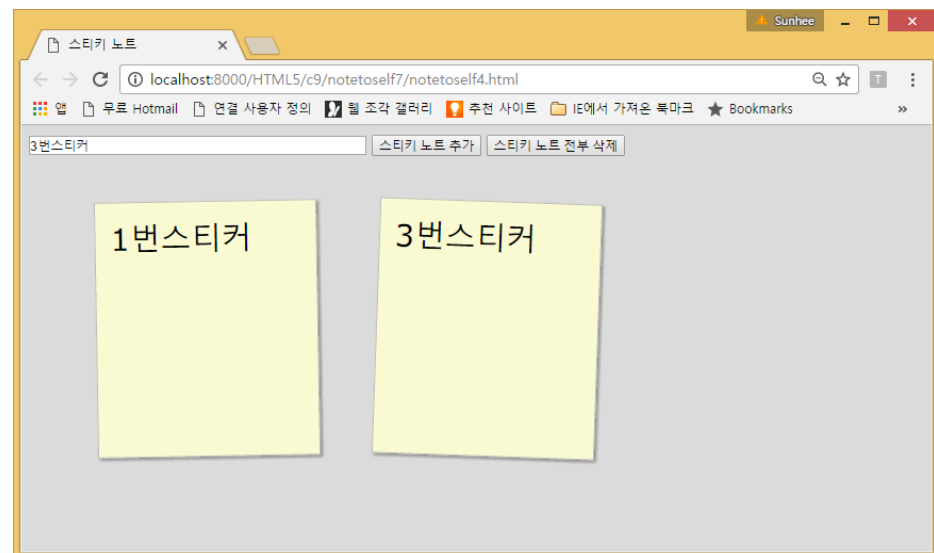 Sunhee
스티키 노트
localhost:8000/HTML5/c9/notetoself7/notetoself4.html
앱 무료 Hotmail 연결 사용자 정의 웹 조각 갤러리 추천 사이트 IE에서 가져온 북마크 Bookmarks »
3번스티커 스티키 노트 추가 스티키 노트 전부 삭제
1번스티커 3번스티커